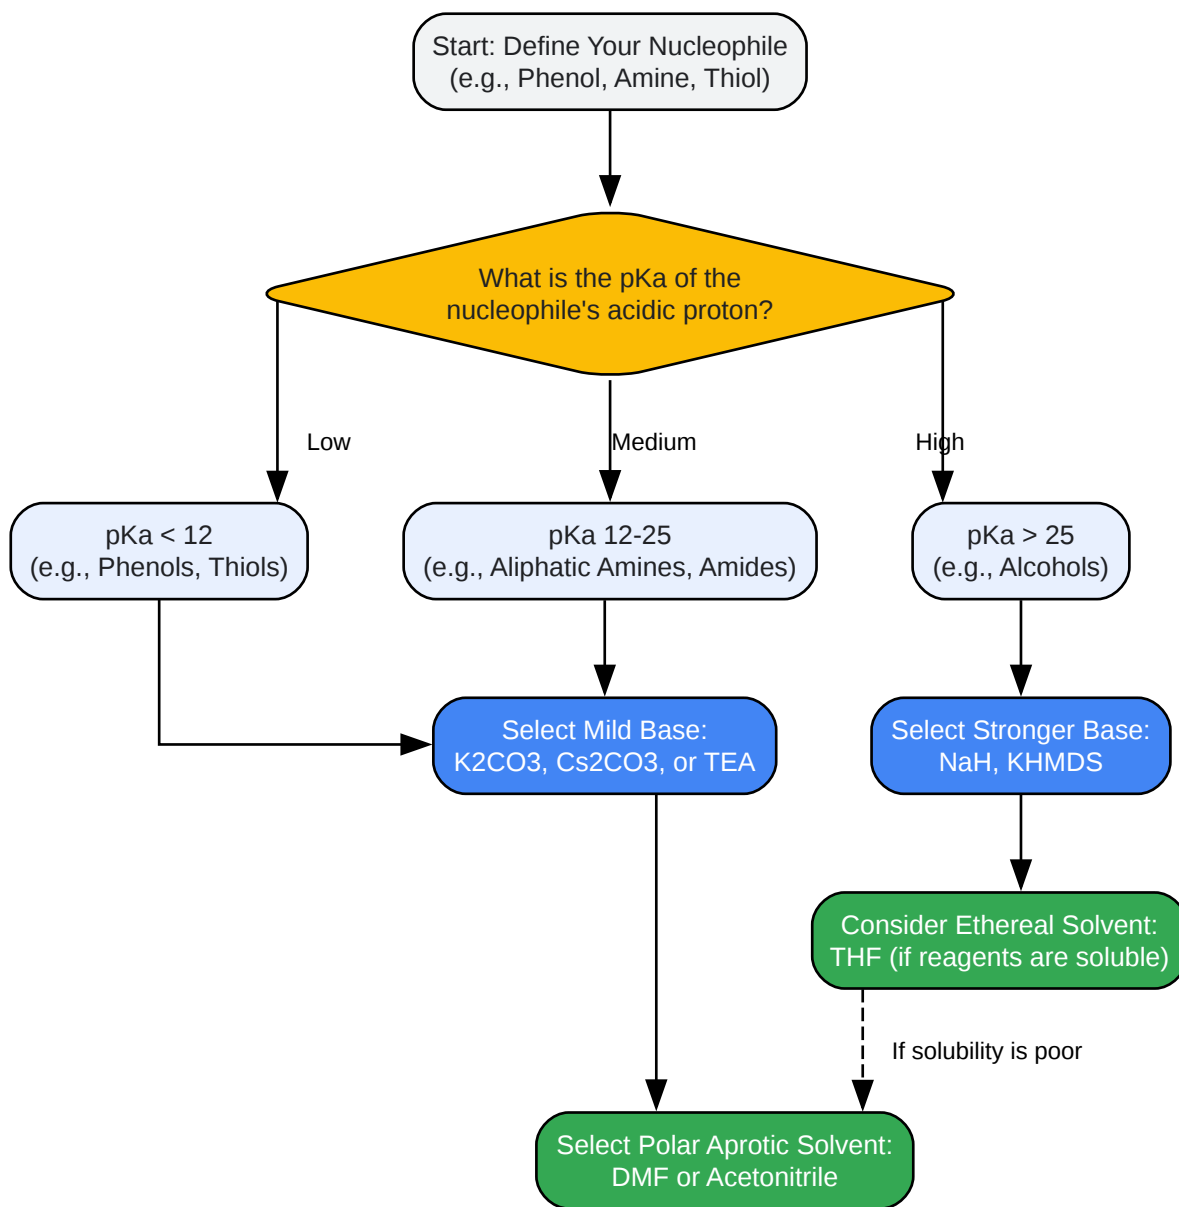 Start: Define Your Nucleophile
(e.g., Phenol, Amine, Thiol)
What is the pKa of the
nucleophile's acidic proton?
Low
Medium
High
pKa < 12
(e.g., Phenols, Thiols)
pKa 12-25
(e.g., Aliphatic Amines, Amides)
pKa > 25
(e.g., Alcohols)
Select Mild Base:
K2CO3, Cs2CO3, or TEA
Select Stronger Base:
NaH, KHMDS
Consider Ethereal Solvent:
THF (if reagents are soluble)
If solubility is poor
Select Polar Aprotic Solvent:
DMF or Acetonitrile